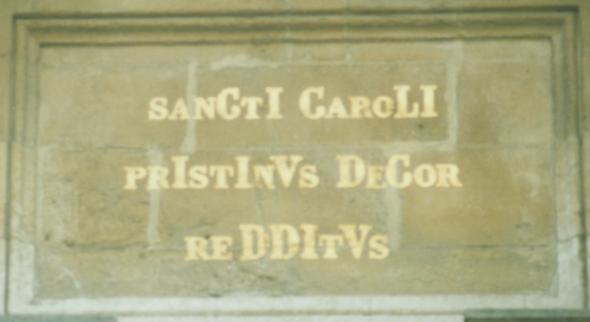 SANCTI CAROLI
PRISTINVS DECOR
REDDITVS